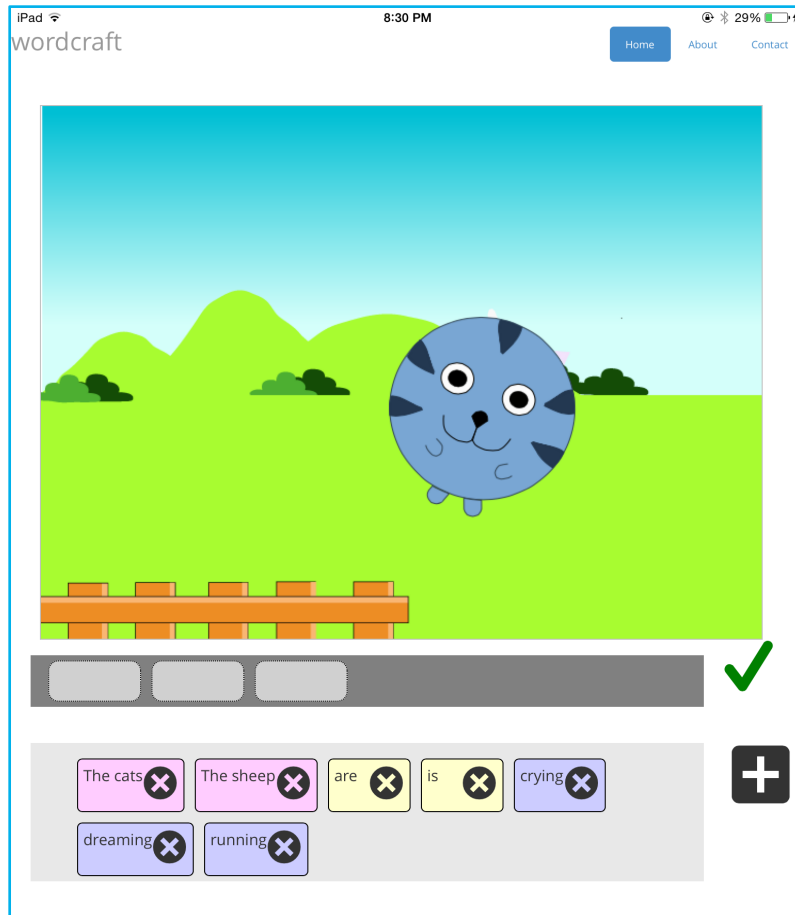 iPad 8:30 PM 29%
wordcraft
Home About Contact
The cats The sheep are is crying
dreaming running